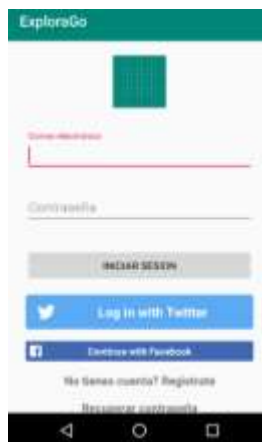 ExploraGo
Correo electrónico
Contraseña
INICIAR SESION
Log in with Twitter
Continue with Facebook
No tienes cuenta? Registrate
Recuperar contraseña